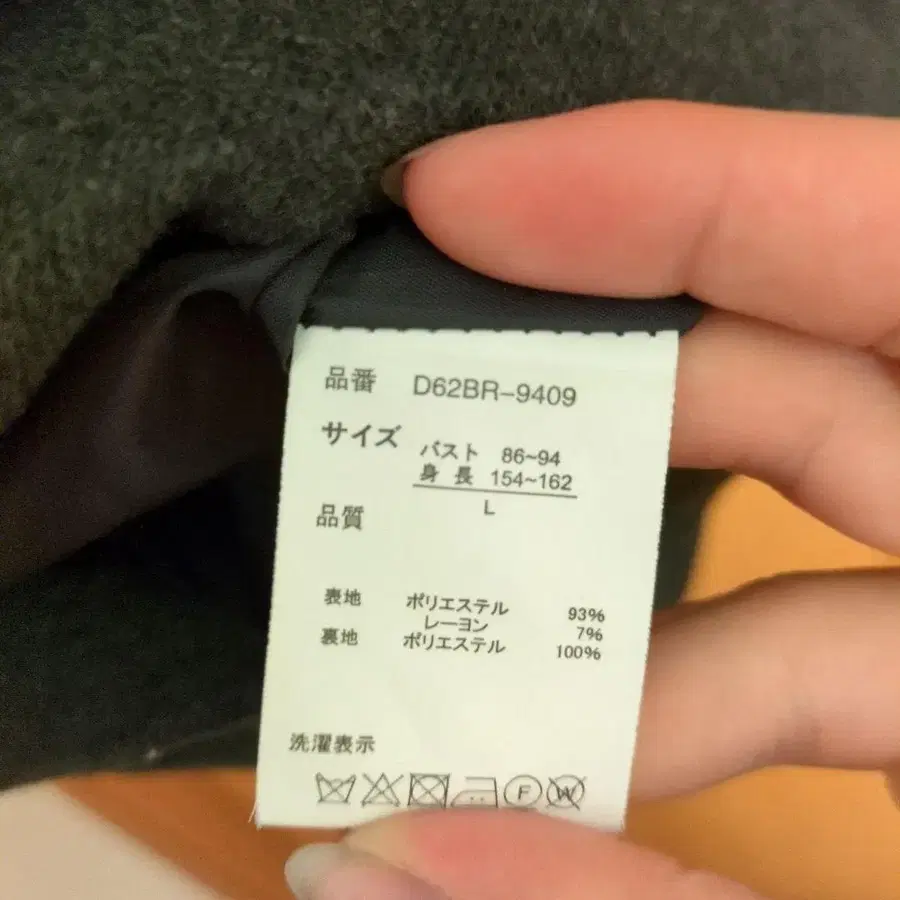 品番 D62BR-9409
サイズ バスト 86~94
身長 154~162
L
品質
表地 ポリエステル 93%
レーヨン 7%
裏地 ポリエステル 100%
洗濯表示
F W